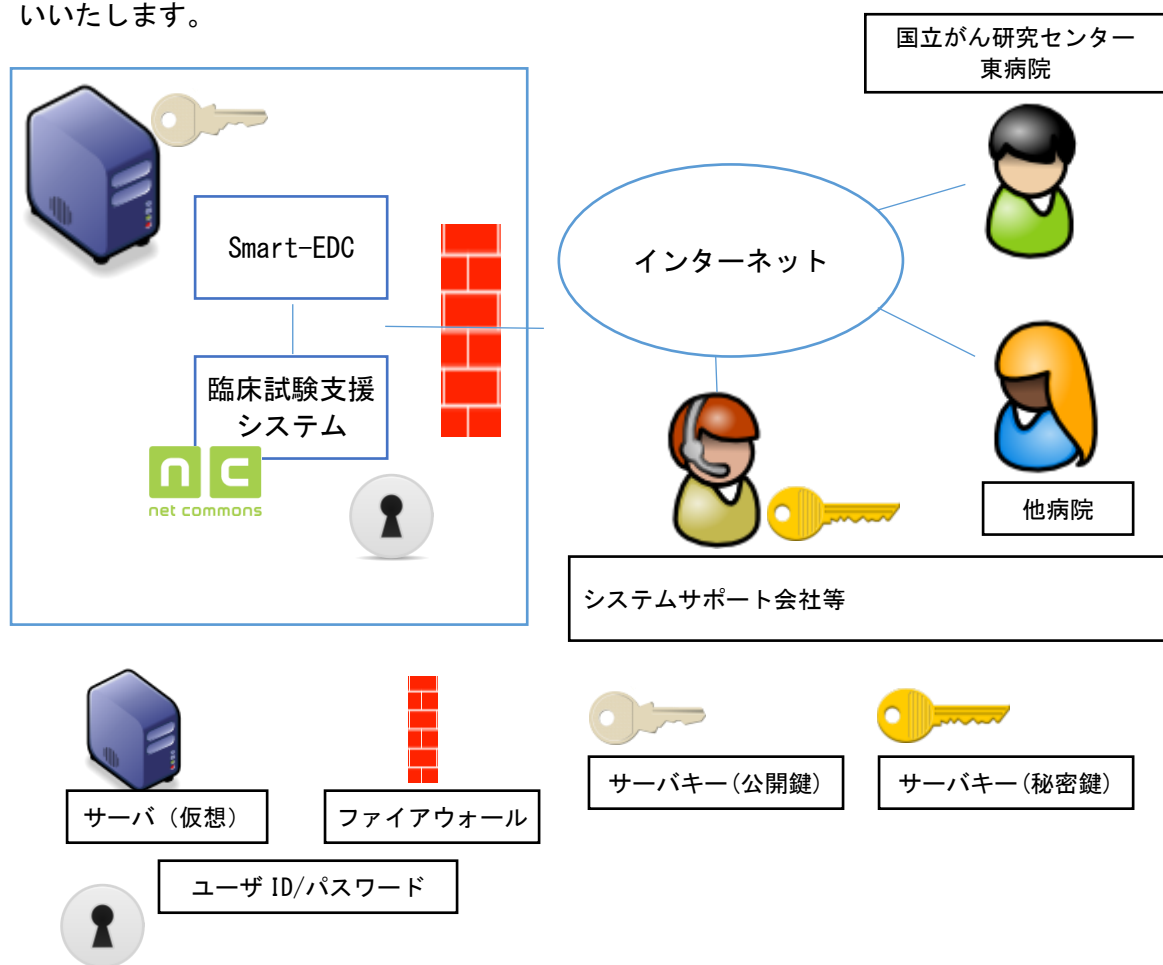 いいたします。
国立がん研究センター
東病院
Smart-EDC
インターネット
臨床試験支援
システム
nc
net commons
他病院
システムサポート会社等
サーバキー(公開鍵)
サーバキー(秘密鍵)
サーバ（仮想）
ファイアウォール
ユーザ ID/パスワード